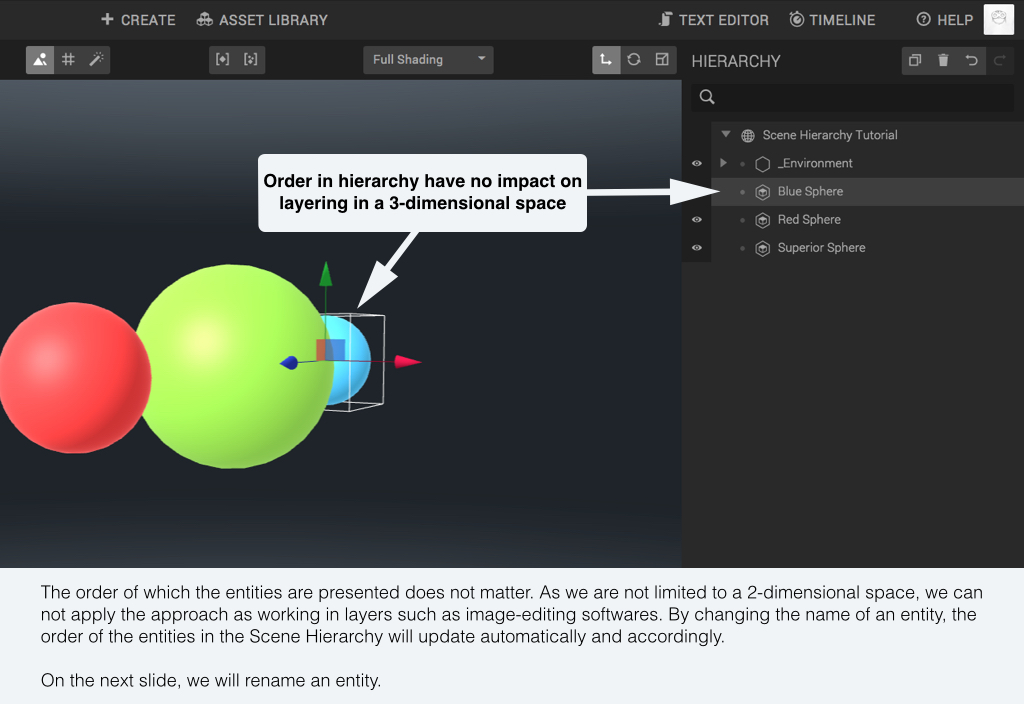 CREATE
ASSET LIBRARY
TEXT EDITOR
TIMELINE
HELP
Full Shading
HIERARCHY
Scene Hierarchy Tutorial
_Environment
Blue Sphere
Red Sphere
Superior Sphere
Order in hierarchy have no impact on
layering in a 3-dimensional space
The order of which the entities are presented does not matter. As we are not limited to a 2-dimensional space, we can
not apply the approach as working in layers such as image-editing softwares. By changing the name of an entity, the
order of the entities in the Scene Hierarchy will update automatically and accordingly.
On the next slide, we will rename an entity.